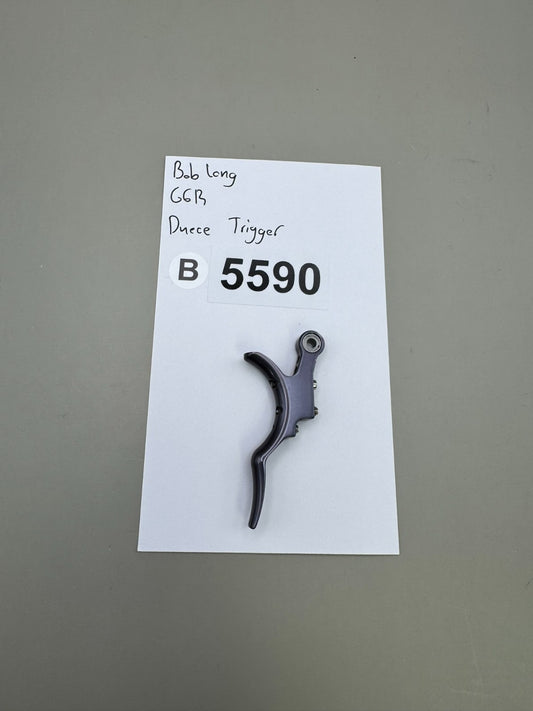 Bob Long
G6R
Duece Trigger
B 5590